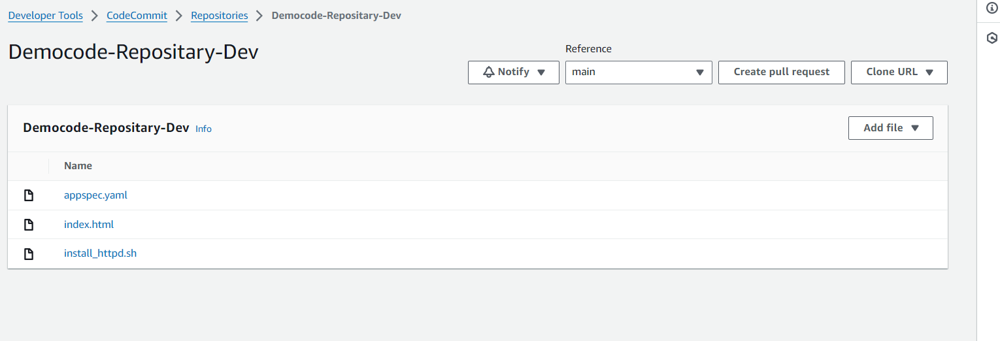 Developer Tools > CodeCommit > Repositories > Democode-Repositary-Dev
Democode-Repositary-Dev
Reference
Notify main Create pull request Clone URL
Democode-Repositary-Dev Info Add file
Name
appspec.yaml
index.html
install_httpd.sh